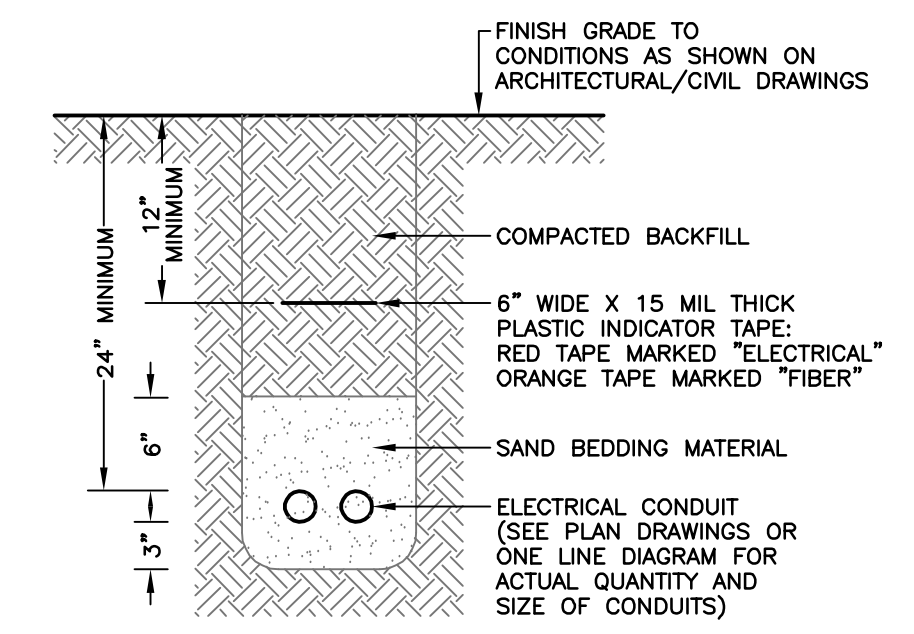 FINISH GRADE TO
CONDITIONS AS SHOWN ON
ARCHITECTURAL/CIVIL DRAWINGS
24" MINIMUM
12"
MINIMUM
COMPACTED BACKFILL
6" WIDE X 15 MIL THICK
PLASTIC INDICATOR TAPE:
RED TAPE MARKED "ELECTRICAL"
ORANGE TAPE MARKED "FIBER"
6"
SAND BEDDING MATERIAL
3"
ELECTRICAL CONDUIT
(SEE PLAN DRAWINGS OR
ONE LINE DIAGRAM FOR
ACTUAL QUANTITY AND
SIZE OF CONDUITS)